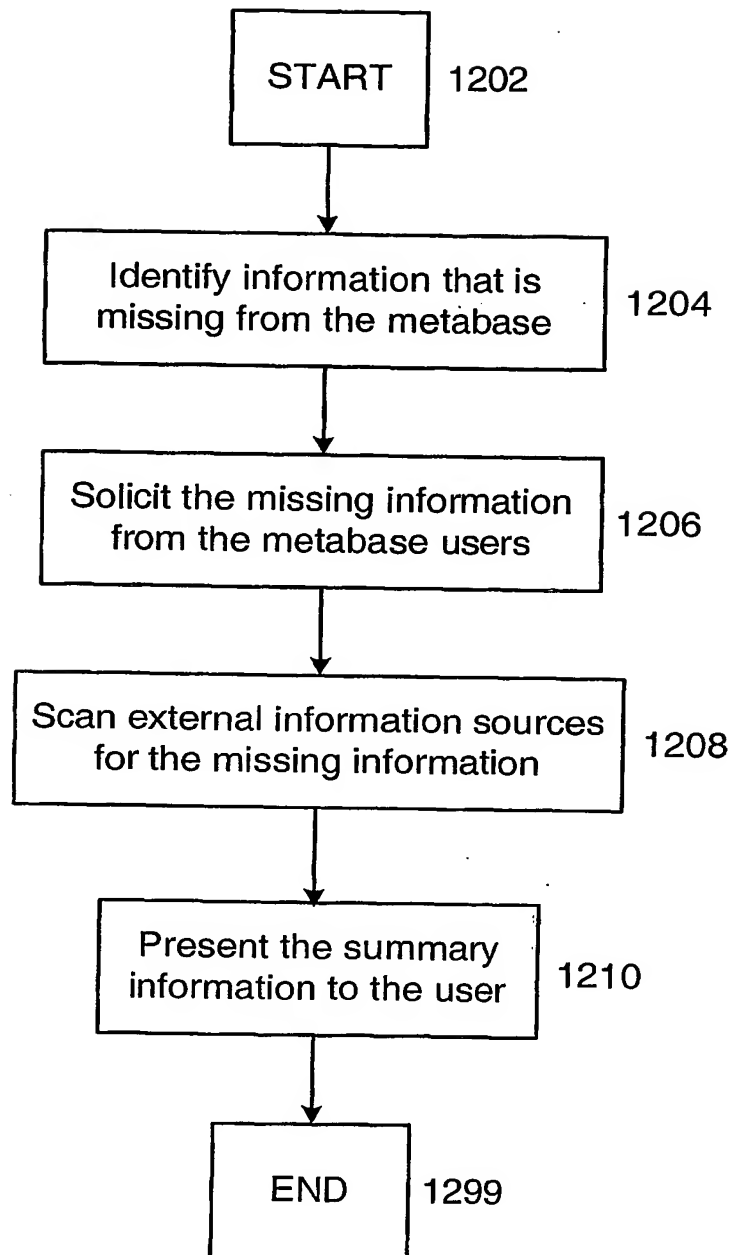 START 1202
Identify information that is
missing from the metabase
1204
Solicit the missing information
from the metabase users
1206
Scan external information sources
for the missing information
1208
Present the summary
information to the user
1210
END 1299